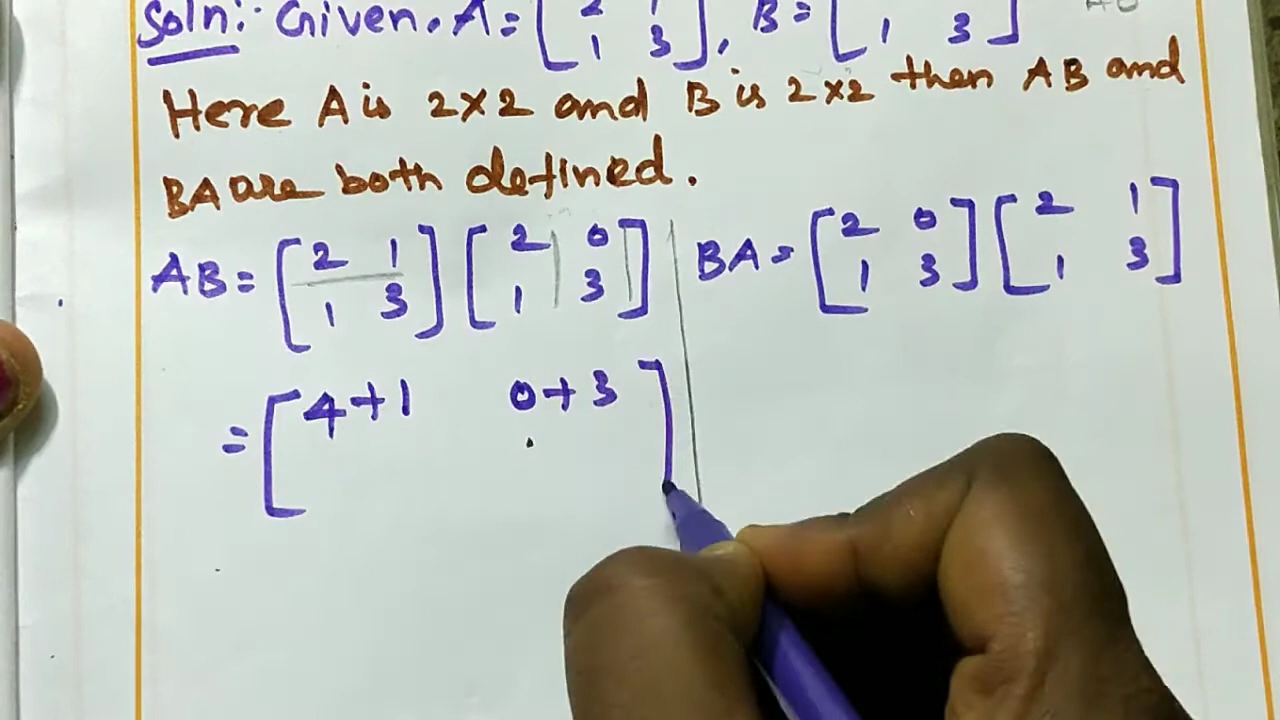 Soln:- Given, A = [2 1], B = [
1 3 1 3
Here A is 2×2 and B is 2×2 then AB and
BA are both defined.
AB = [2 1] [2 0] BA = [2 0] [2 1]
1 3 1 3 1 3 1 3
= [4+1 0+3]